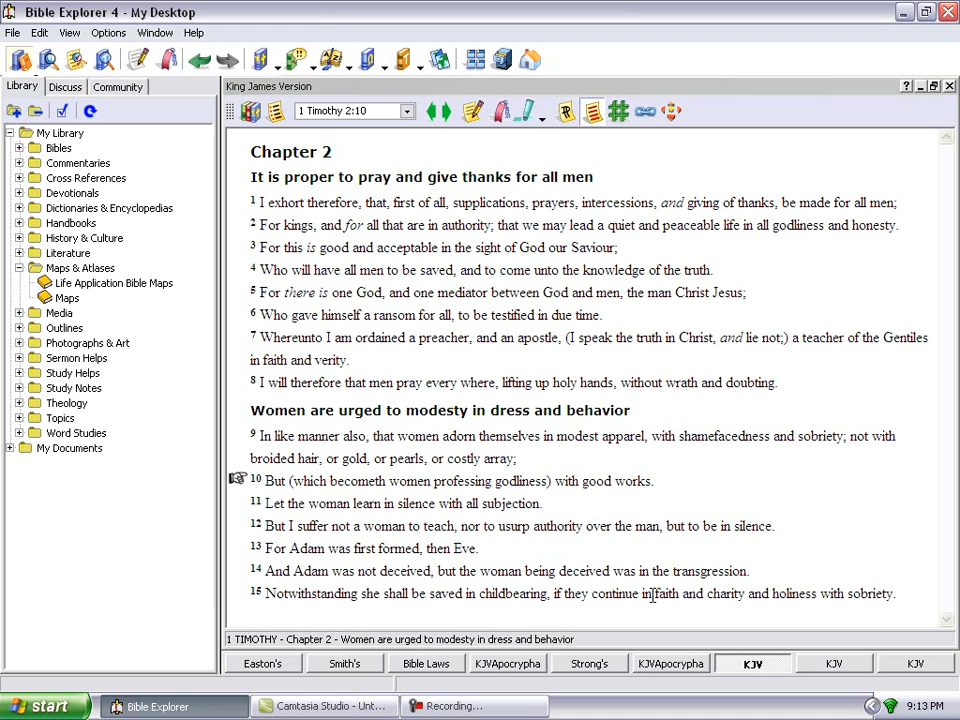 Bible Explorer 4 - My Desktop
File Edit View Options Window Help
Library Discuss Community
King James Version
1 Timothy 2:10
My Library
Bibles
Commentaries
Cross References
Devotionals
Dictionaries & Encyclopedias
Handbooks
History & Culture
Literature
Maps & Atlases
Life Application Bible Maps
Maps
Media
Outlines
Photographs & Art
Sermon Helps
Study Helps
Study Notes
Theology
Topics
Word Studies
My Documents
Chapter 2
It is proper to pray and give thanks for all men
1 I exhort therefore, that, first of all, supplications, prayers, intercessions, and giving of thanks, be made for all men;
2 For kings, and for all that are in authority; that we may lead a quiet and peaceable life in all godliness and honesty.
3 For this is good and acceptable in the sight of God our Saviour;
4 Who will have all men to be saved, and to come unto the knowledge of the truth.
5 For there is one God, and one mediator between God and men, the man Christ Jesus;
6 Who gave himself a ransom for all, to be testified in due time.
7 Whereunto I am ordained a preacher, and an apostle, (I speak the truth in Christ, and lie not;) a teacher of the Gentiles
in faith and verity.
8 I will therefore that men pray every where, lifting up holy hands, without wrath and doubting.
Women are urged to modesty in dress and behavior
9 In like manner also, that women adorn themselves in modest apparel, with shamefacedness and sobriety; not with
broided hair, or gold, or pearls, or costly array;
10 But (which becometh women professing godliness) with good works.
11 Let the woman learn in silence with all subjection.
12 But I suffer not a woman to teach, nor to usurp authority over the man, but to be in silence.
13 For Adam was first formed, then Eve.
14 And Adam was not deceived, but the woman being deceived was in the transgression.
15 Notwithstanding she shall be saved in childbearing, if they continue in faith and charity and holiness with sobriety.
1 TIMOTHY - Chapter 2 - Women are urged to modesty in dress and behavior
Easton's Smith's Bible Laws KJVApocrypha Strong's KJVApocrypha KJV KJV KJV
start Bible Explorer Camtasia Studio - Unt... Recording... 9:13 PM